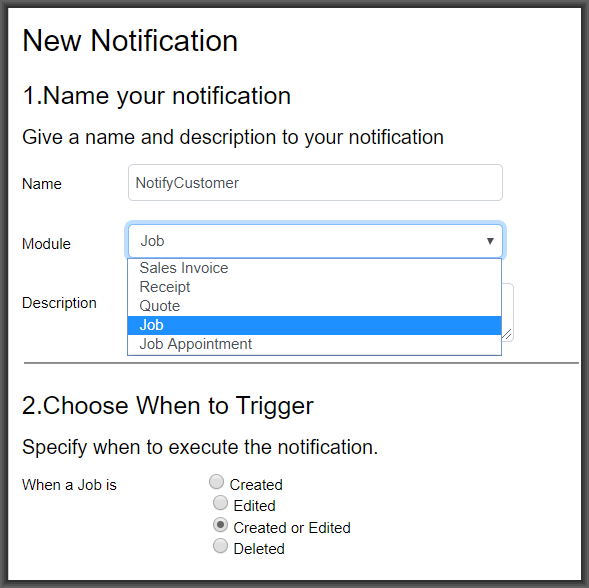 New Notification
1.Name your notification
Give a name and description to your notification
Name NotifyCustomer
Module Job
Sales Invoice
Receipt
Quote
Job
Job Appointment
Description
2.Choose When to Trigger
Specify when to execute the notification.
When a Job is Created
Edited
Created or Edited
Deleted